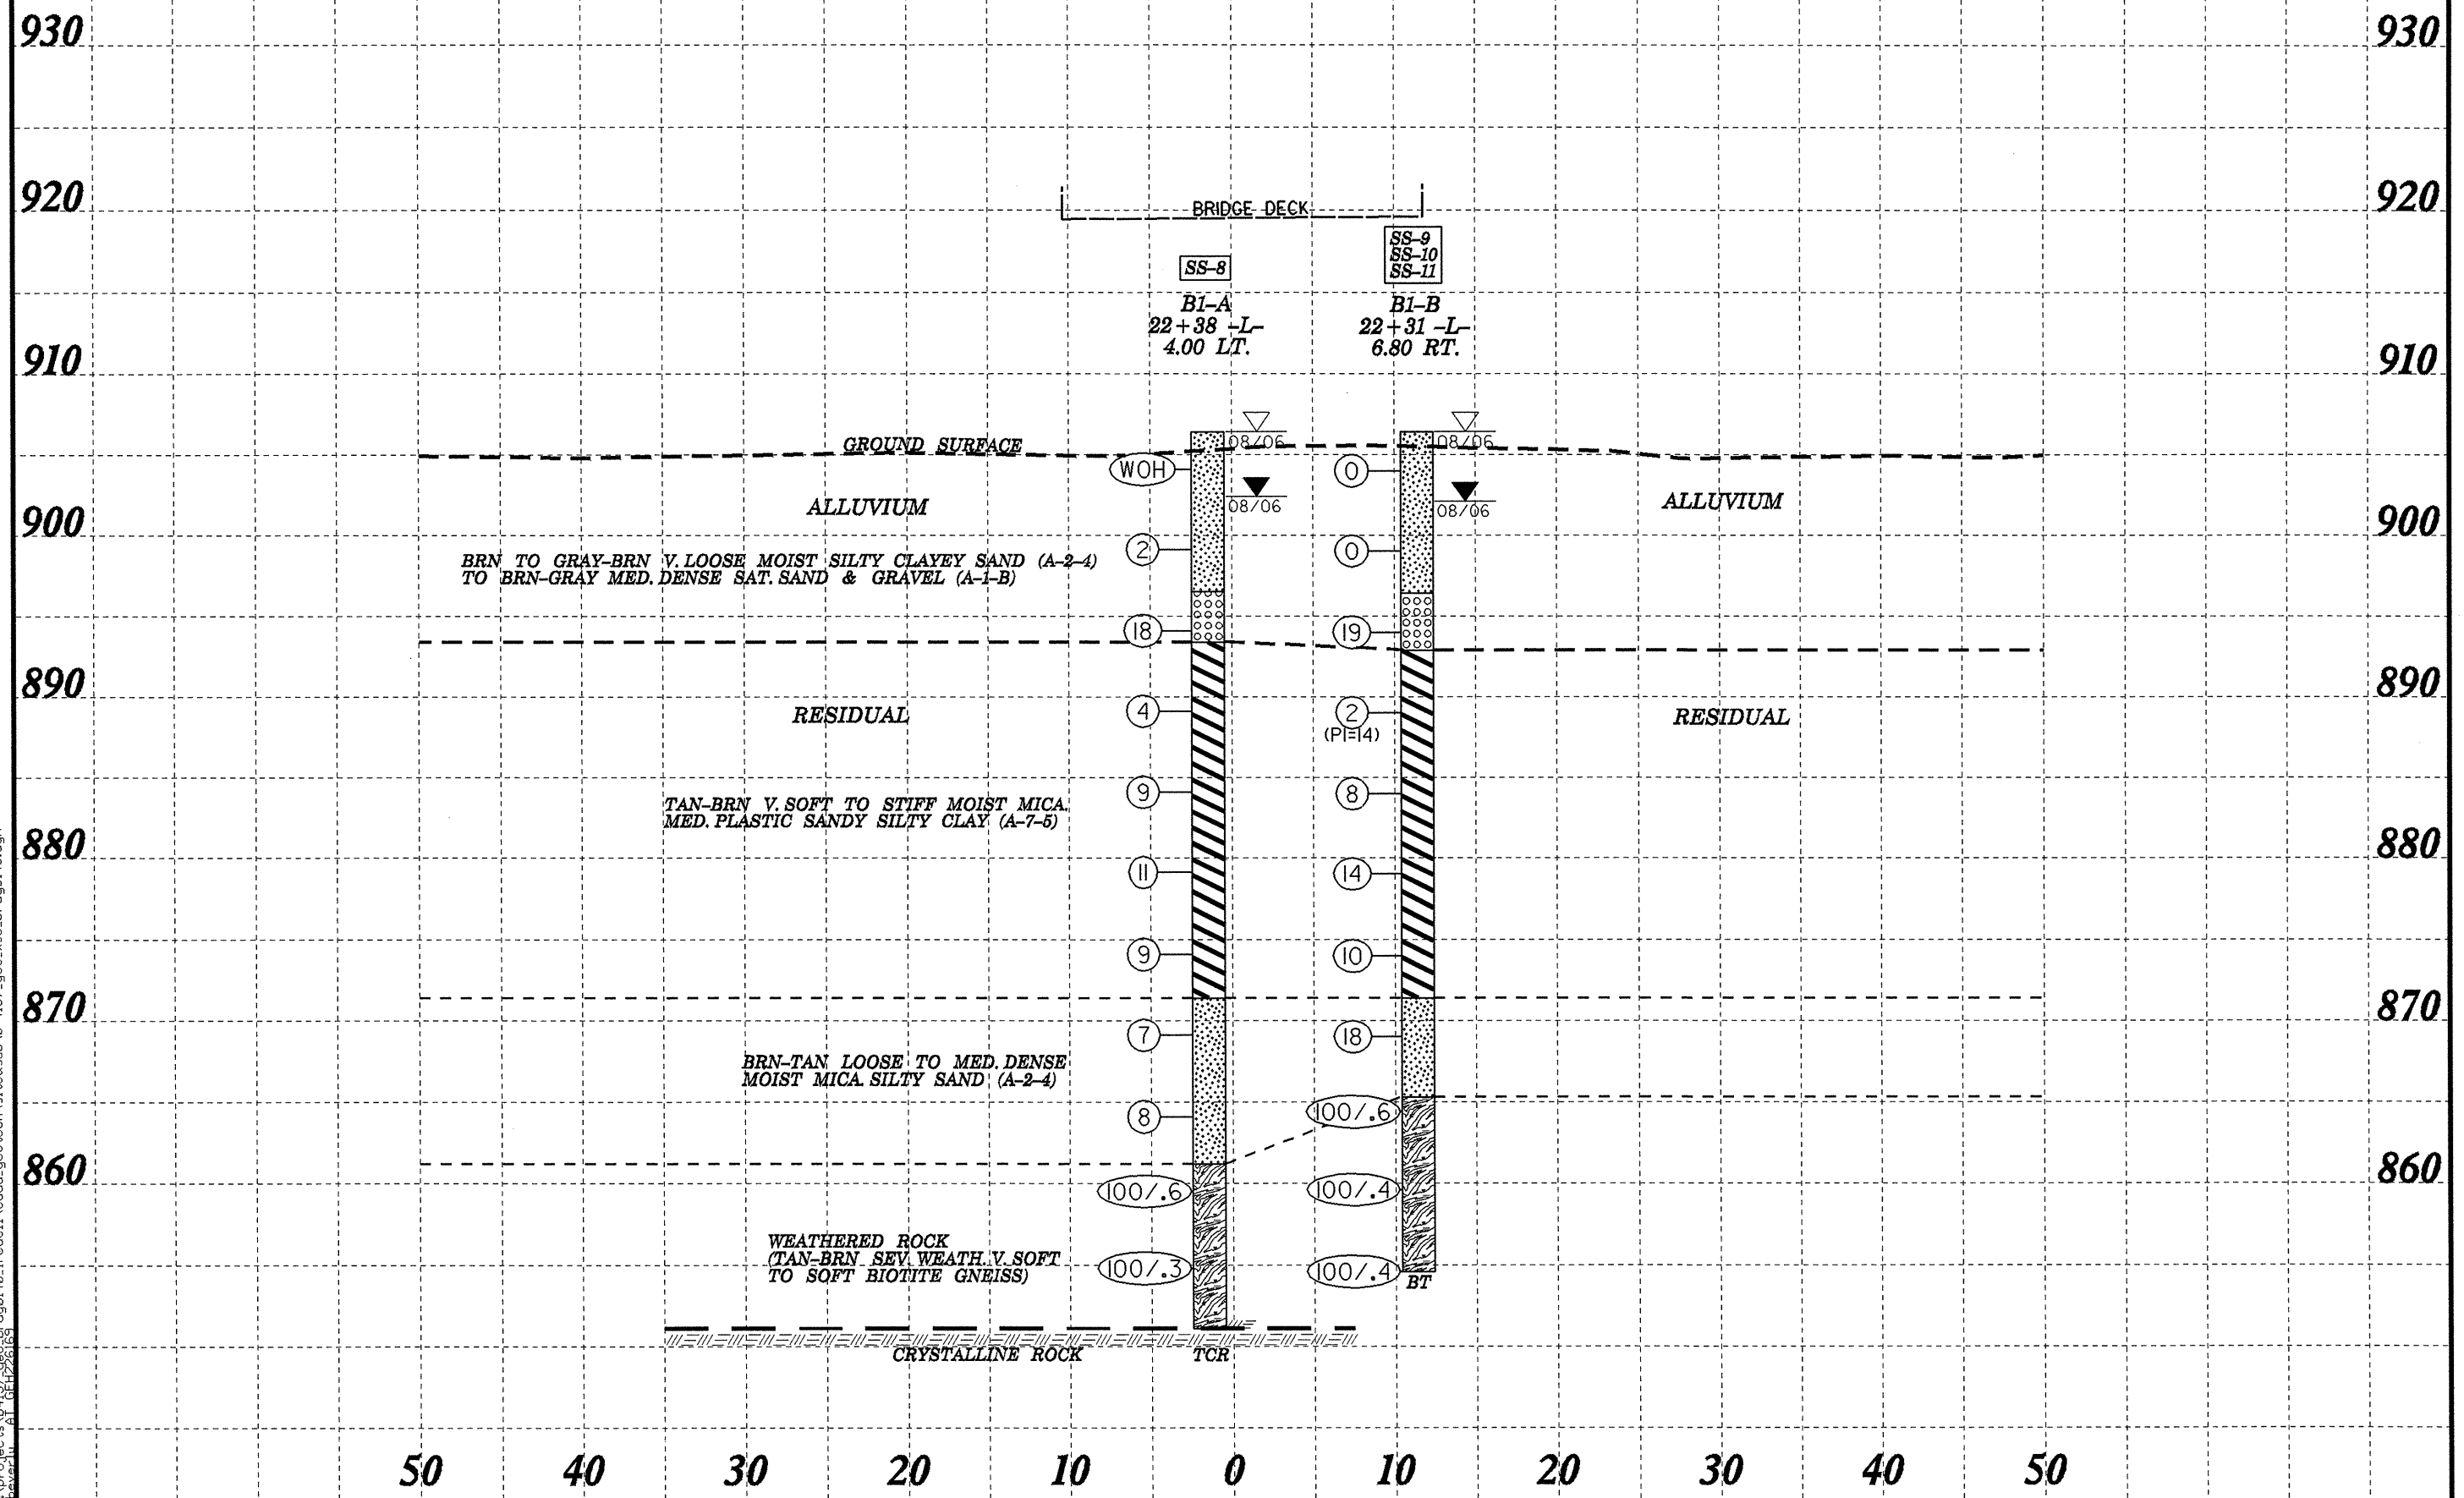 930 930
920 920
BRIDGE DECK
SS-9
SS-10
SS-11
SS-8
B1-A
22+38 -L-
4.00 LT.
B1-B
22+31 -L-
6.80 RT.
910 910
GROUND SURFACE
08/06
08/06
WOH
0
ALLUVIUM
08/06
08/06
ALLUVIUM
900 900
2
0
BRN TO GRAY-BRN V. LOOSE MOIST SILTY CLAYEY SAND (A-2-4)
TO BRN-GRAY MED. DENSE SAT. SAND & GRAVEL (A-1-B)
18
19
890 890
RESIDUAL
4
2
(PI=14)
RESIDUAL
9
8
TAN-BRN V. SOFT TO STIFF MOIST MICA.
MED. PLASTIC SANDY SILTY CLAY (A-7-5)
880 880
11
14
9
10
870 870
7
18
BRN-TAN LOOSE TO MED. DENSE
MOIST MICA. SILTY SAND (A-2-4)
8
100/.6
860 860
100/.6
100/.4
WEATHERED ROCK
(TAN-BRN SEV. WEATH. V. SOFT
TO SOFT BIOTITE GNEISS)
100/.3
100/.4
BT
CRYSTALLINE ROCK
TCR
50 40 30 20 10 0 10 20 30 40 50